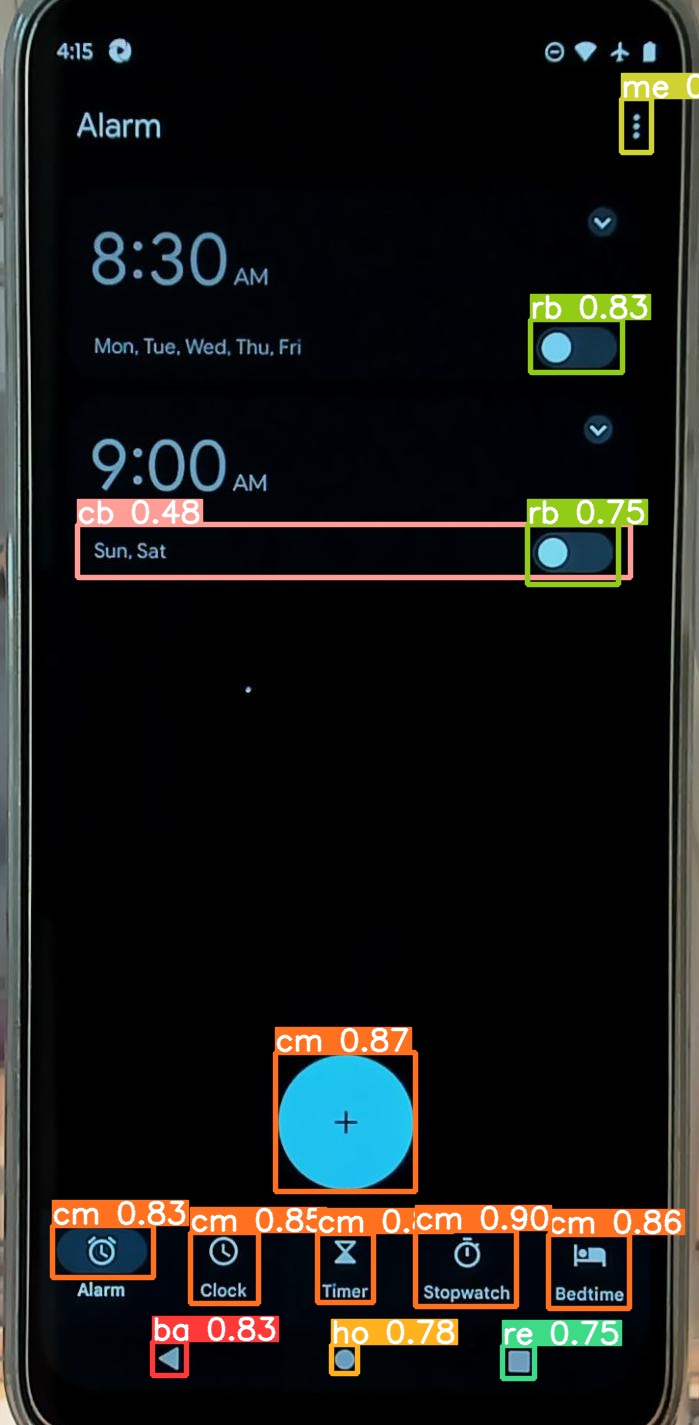 4:15
me 0
Alarm
8:30 AM
rb 0.83
Mon, Tue, Wed, Thu, Fri
9:00 AM
cb 0.48
rb 0.75
Sun, Sat
cm 0.87
+
cm 0.83 cm 0.85 cm 0. cm 0.90 cm 0.86
Alarm Clock Timer Stopwatch Bedtime
ba 0.83 ho 0.78 re 0.75